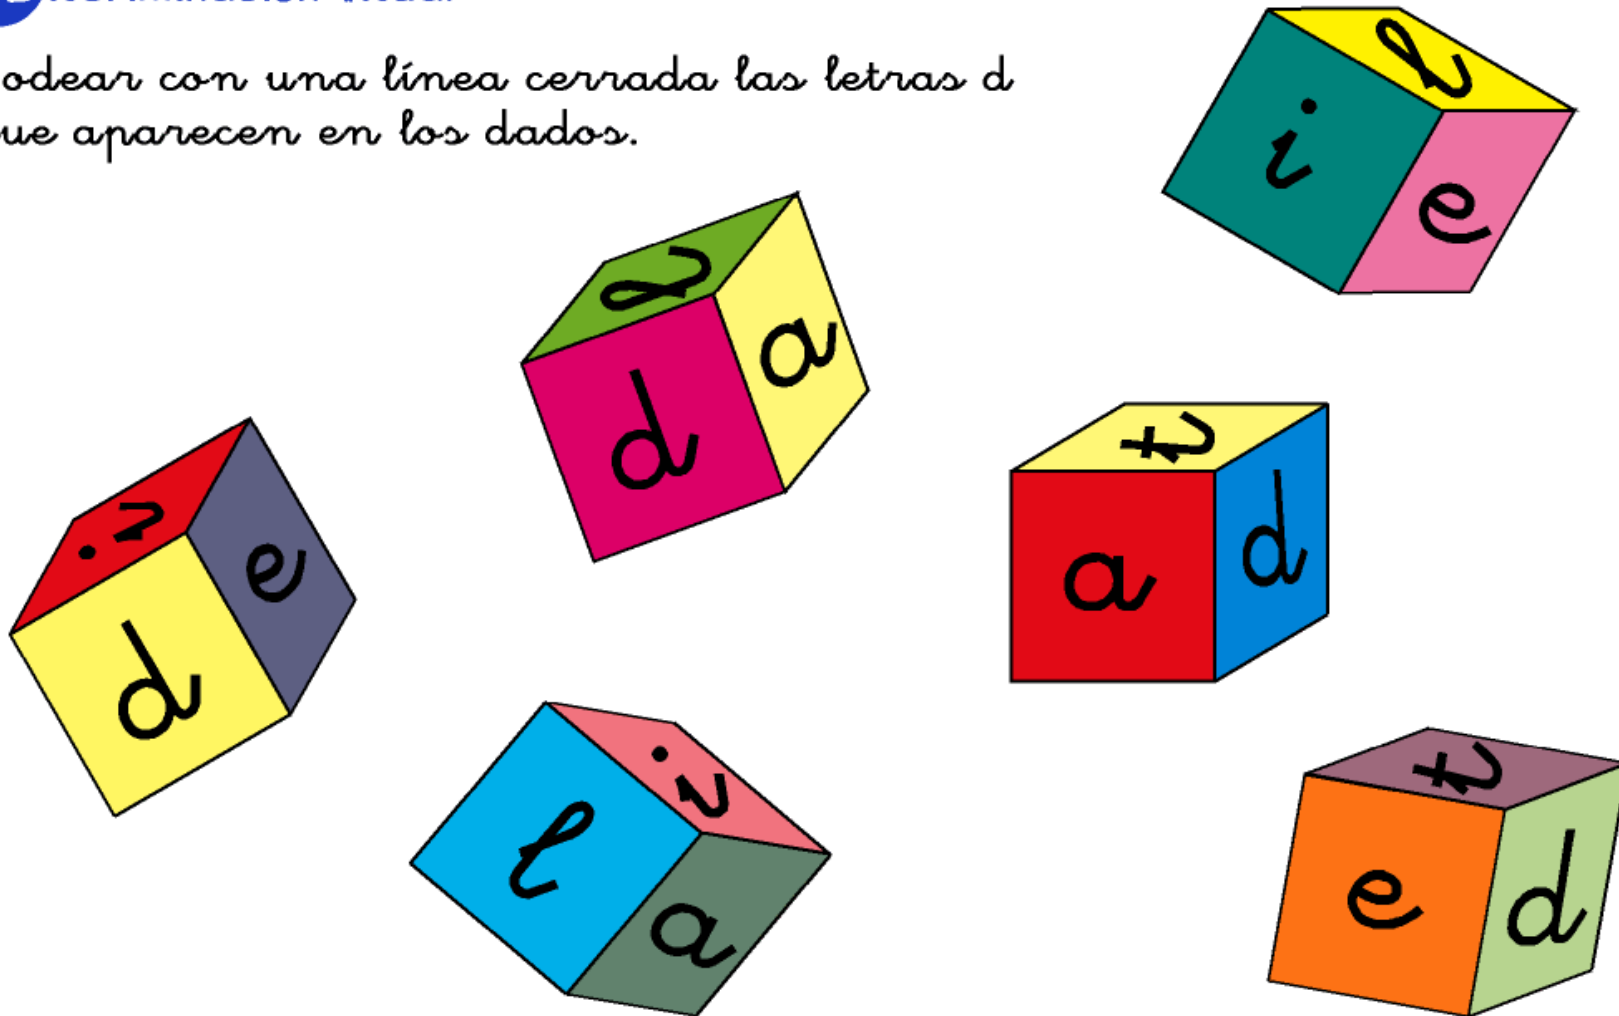 odear con una línea cerrada las letras d
ue aparecen en los dados.
l
i
e
l
d
a
t
a
d
i
d
e
i
l
a
t
e
d